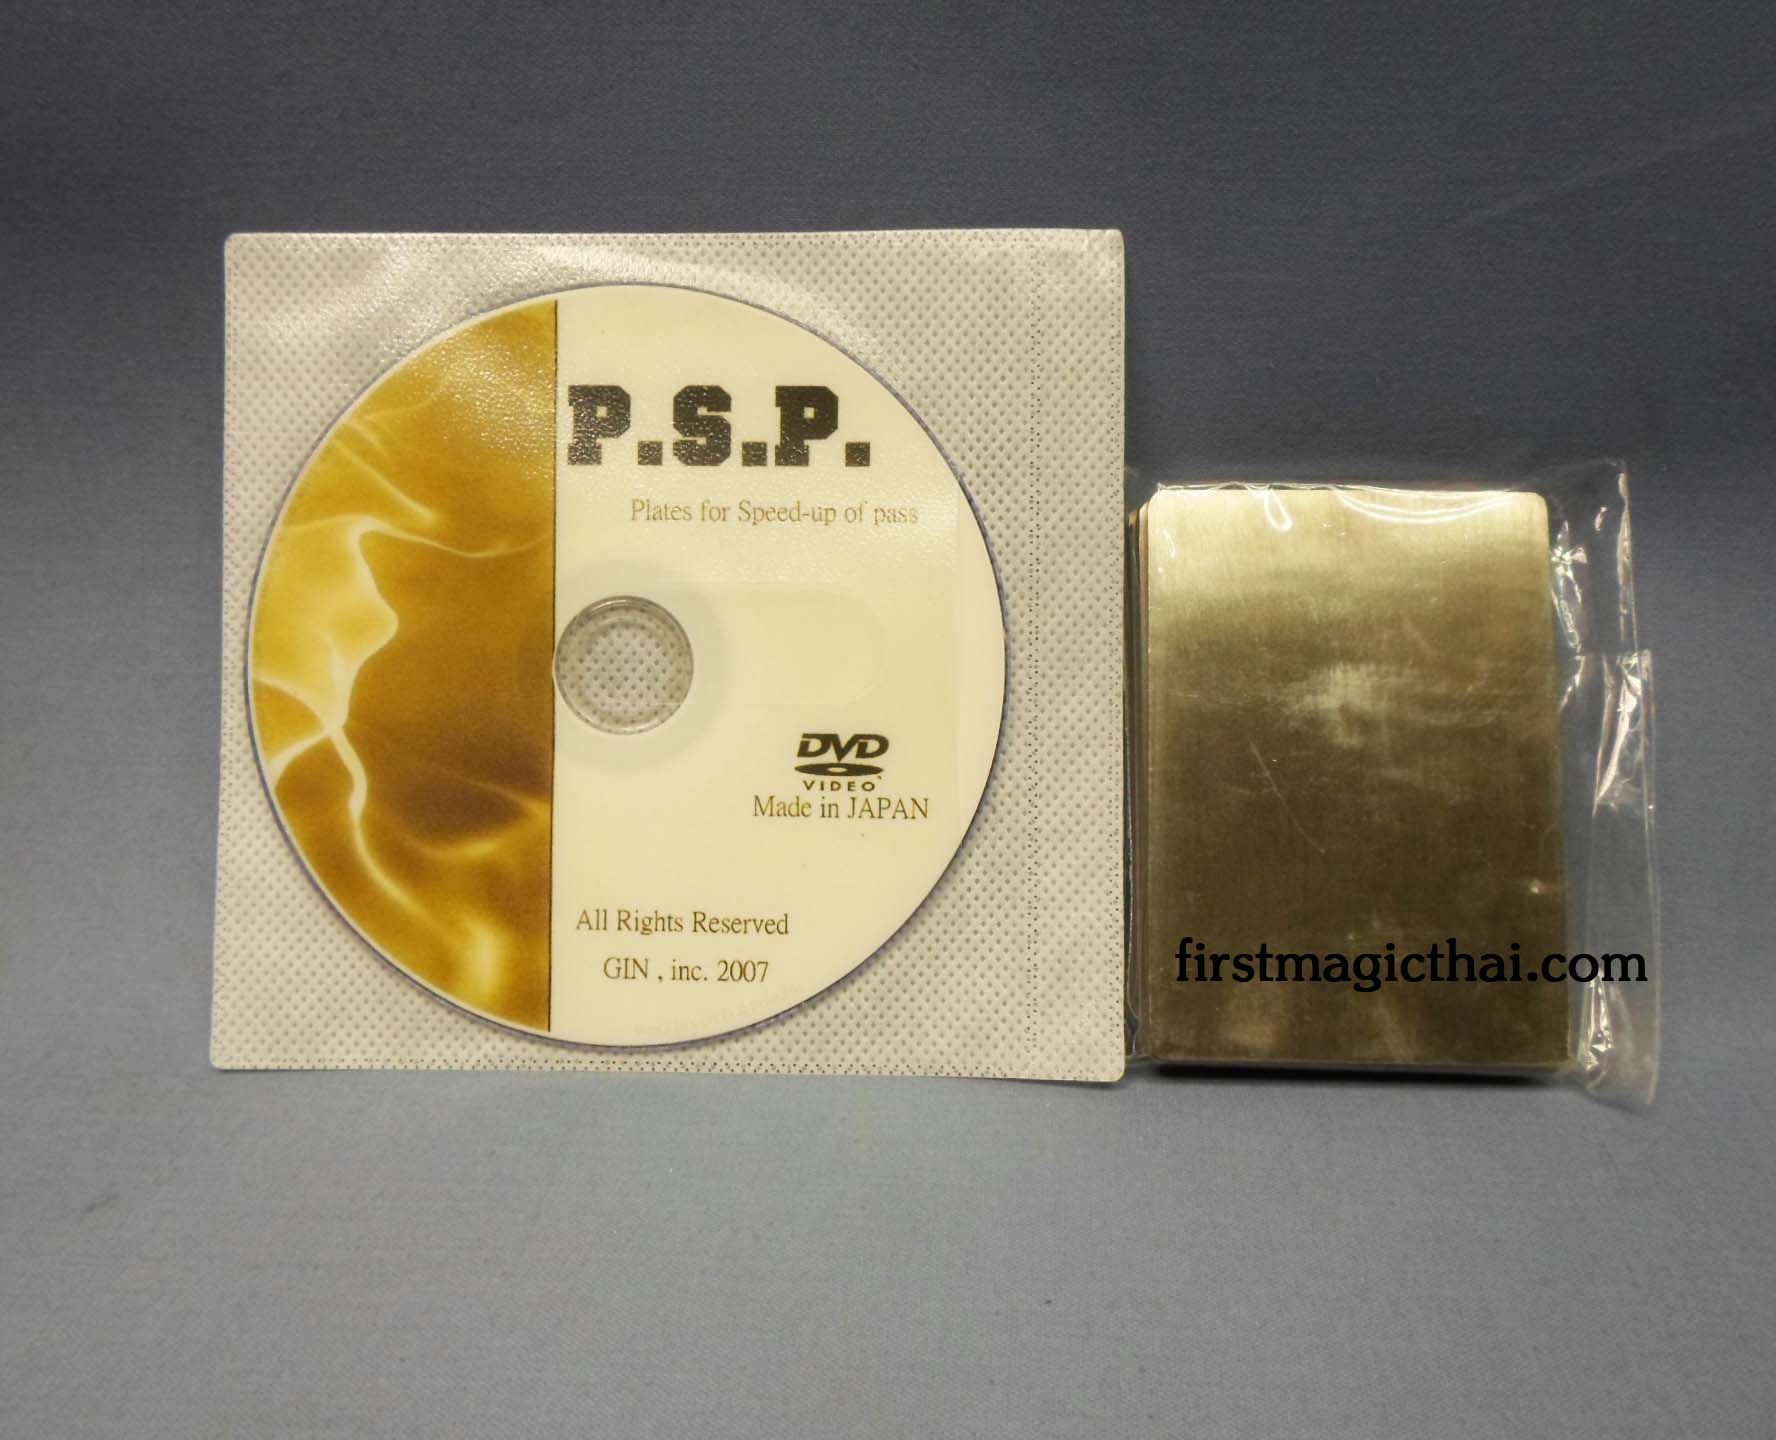 P.S.P.
Plates for Speed-up of pass
DVD
VIDEO
Made in JAPAN
All Rights Reserved
GIN , inc. 2007
firstmagicthai.com